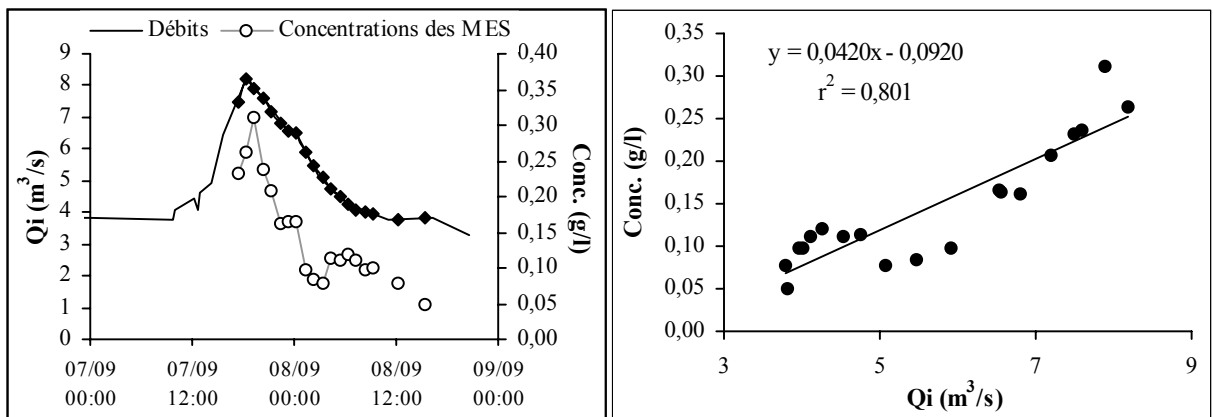 Débits
Concentrations des MES
9
8
7
6
5
4
3
2
1
0
Qi (m³/s)
0,40
0,35
0,30
0,25
0,20
0,15
0,10
0,05
0,00
Conc. (g/l)
07/09 07/09 08/09 08/09 09/09
00:00 12:00 00:00 12:00 00:00
y = 0,0420x - 0,0920
r² = 0,801
0,35
0,30
0,25
0,20
0,15
0,10
0,05
0,00
Conc. (g/l)
3 5 7 9
Qi (m³/s)